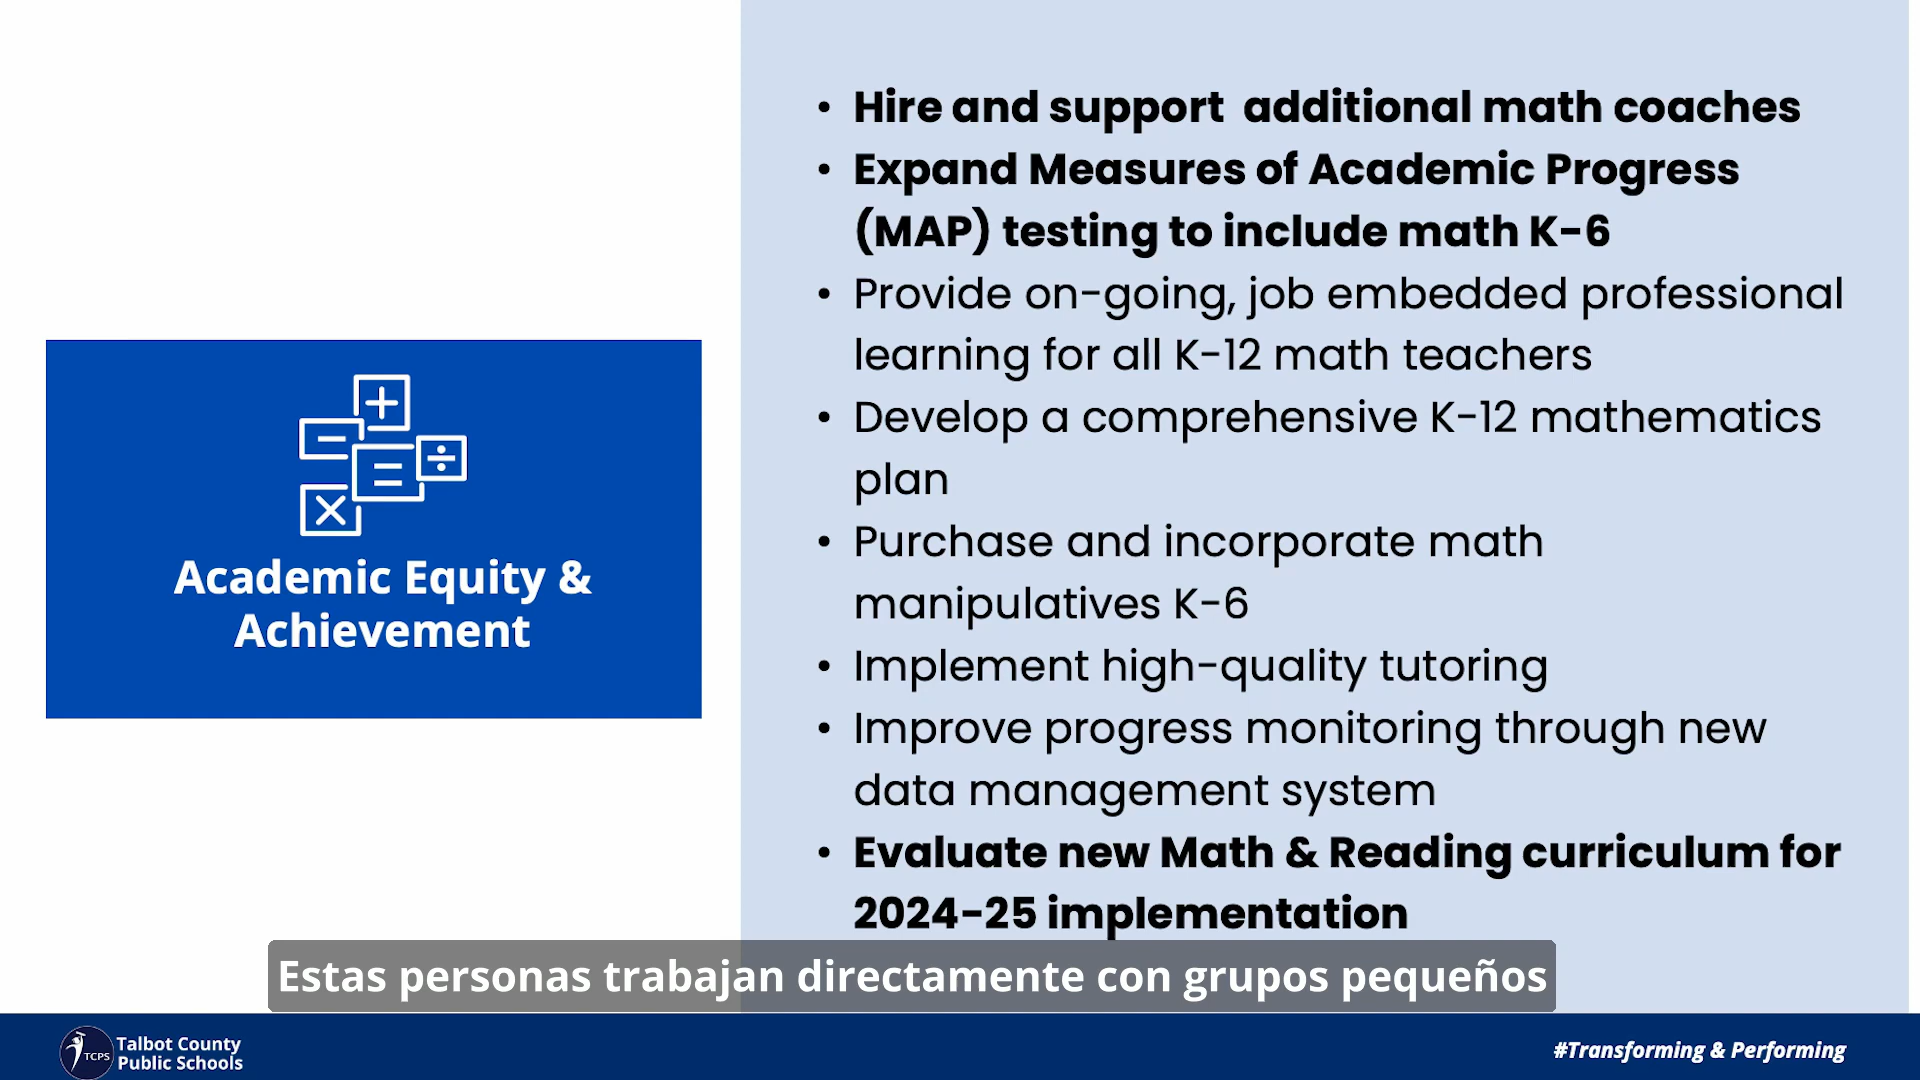 Academic Equity &
Achievement
• Hire and support  additional math coaches
• Expand Measures of Academic Progress
(MAP) testing to include math K-6
• Provide on-going, job embedded professional
learning for all K-12 math teachers
• Develop a comprehensive K-12 mathematics
plan
• Purchase and incorporate math
manipulatives K-6
• Implement high-quality tutoring
• Improve progress monitoring through new
data management system
• Evaluate new Math & Reading curriculum for
2024-25 implementation
Estas personas trabajan directamente con grupos pequeños
TCPS
Talbot County
Public Schools
#Transforming & Performing